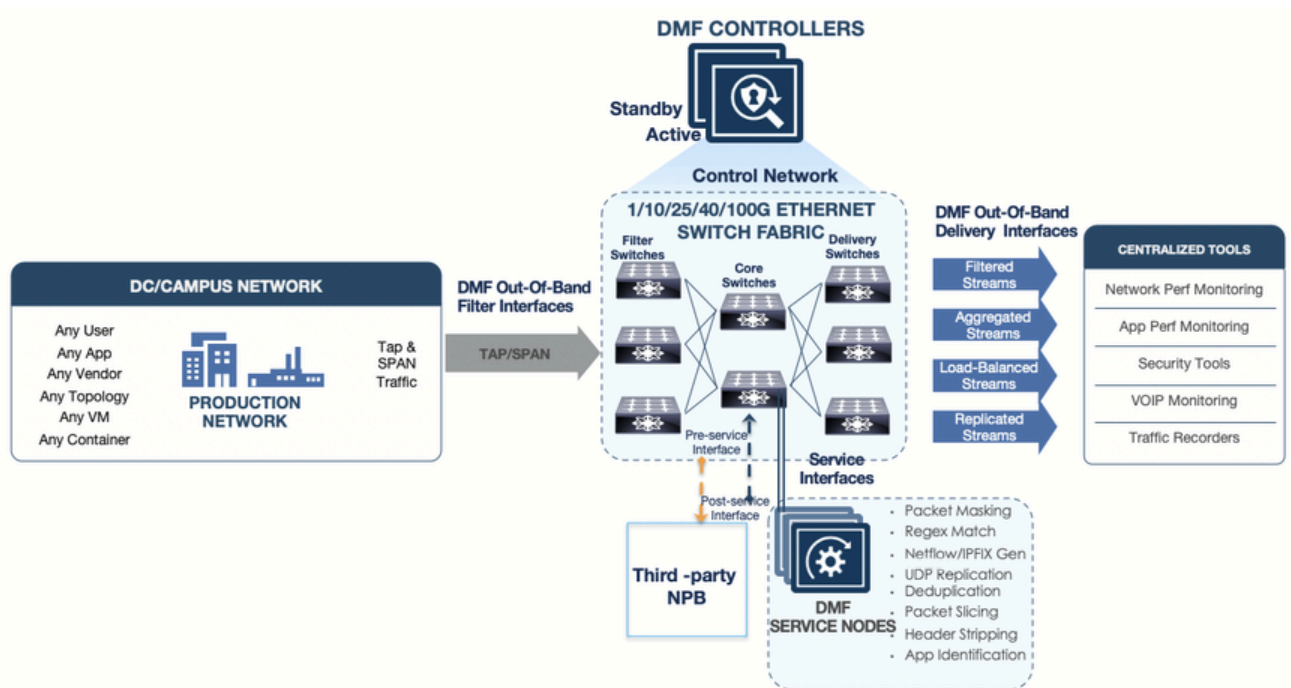 DMF CONTROLLERS
Standby
Active
Control Network
1/10/25/40/100G ETHERNET
SWITCH FABRIC
Filter
Switches
Core
Switches
Delivery
Switches
DC/CAMPUS NETWORK
Any User
Any App
Any Vendor
Any Topology
Any VM
Any Container
PRODUCTION
NETWORK
Tap &
SPAN
Traffic
DMF Out-Of-Band
Filter Interfaces
TAP/SPAN
DMF Out-Of-Band
Delivery Interfaces
Filtered
Streams
Aggregated
Streams
Load-Balanced
Streams
Replicated
Streams
CENTRALIZED TOOLS
Network Perf Monitoring
App Perf Monitoring
Security Tools
VOIP Monitoring
Traffic Recorders
Pre-service
Interface
Post-service
Interface
Service
Interfaces
Third -party
NPB
DMF
SERVICE NODES
• Packet Masking
• Regex Match
• Netflow/IPFIX Gen
• UDP Replication
• Deduplication
• Packet Slicing
• Header Stripping
• App Identification